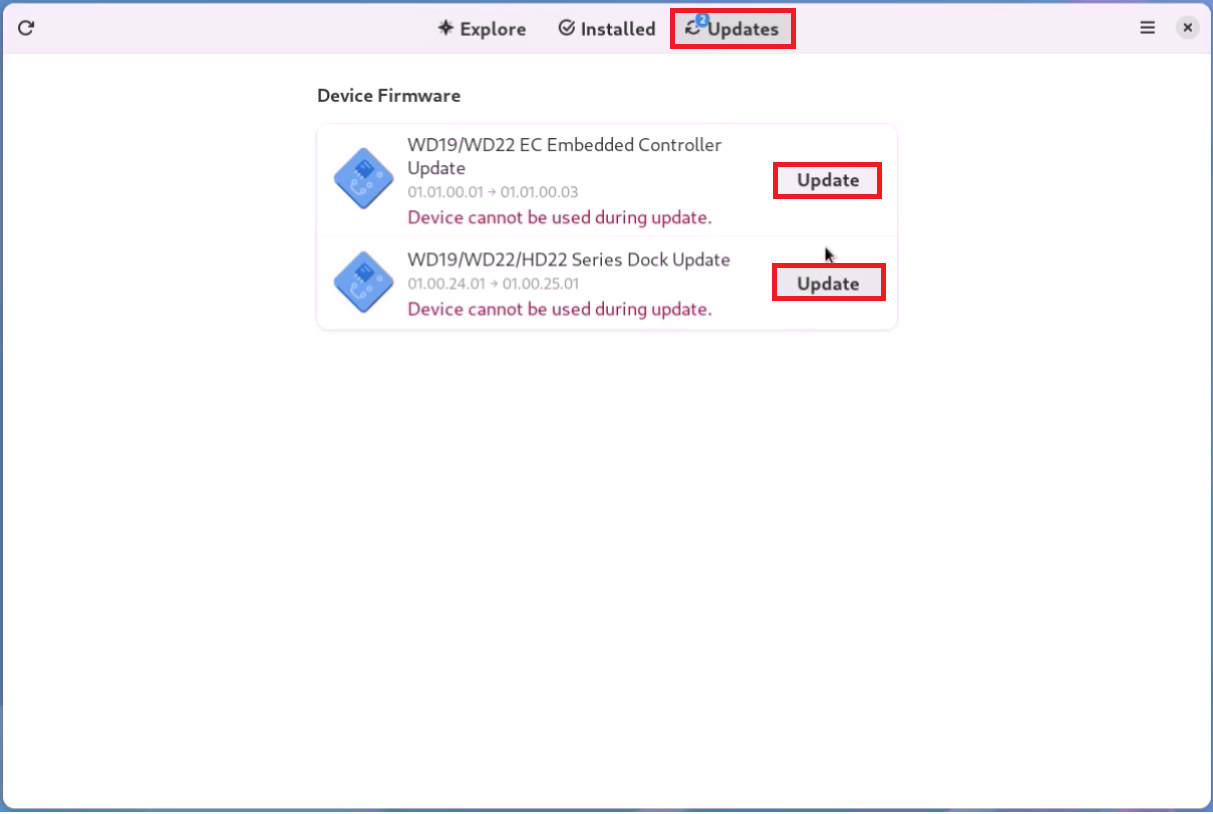 Explore Installed 2 Updates
Device Firmware
WD19/WD22 EC Embedded Controller
Update
01.01.00.01 → 01.01.00.03
Device cannot be used during update.
Update
WD19/WD22/HD22 Series Dock Update
01.00.24.01 → 01.00.25.01
Device cannot be used during update.
Update